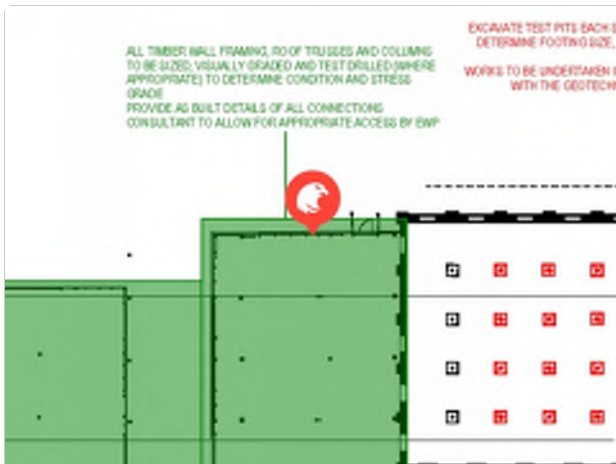 ALL TIMBER WALL FRAMING, ROOF TRUSSES AND COLUMNS
TO BE SIZED, VISUALLY GRADED AND TEST DRILLED (WHERE
APPROPRIATE) TO DETERMINE CONDITION AND STRESS
GRADE
PROVIDE AS BUILT DETAILS OF ALL CONNECTIONS
CONSULTANT TO ALLOW FOR APPROPRIATE ACCESS BY EWP
EXCAVATE TEST PITS EACH
DETERMINE FOOTING SIZE,
WORKS TO BE UNDERTAKEN
WITH THE GEOTECH